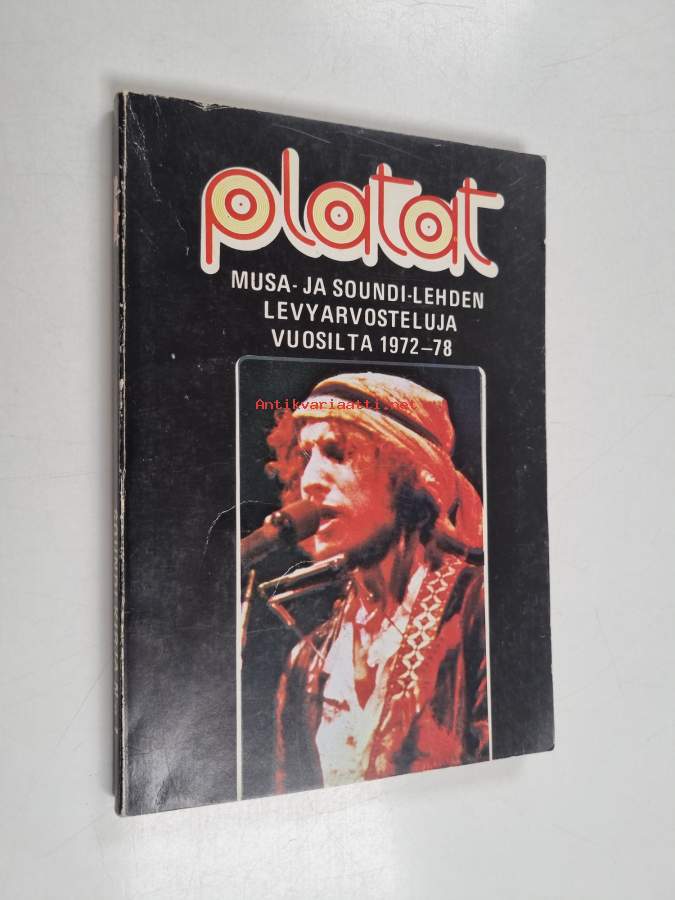 platat
MUSA- JA SOUNDI-LEHDEN
LEVYARVOSTELUJA
VUOSILTA 1972–78
Antikvariaatti.net